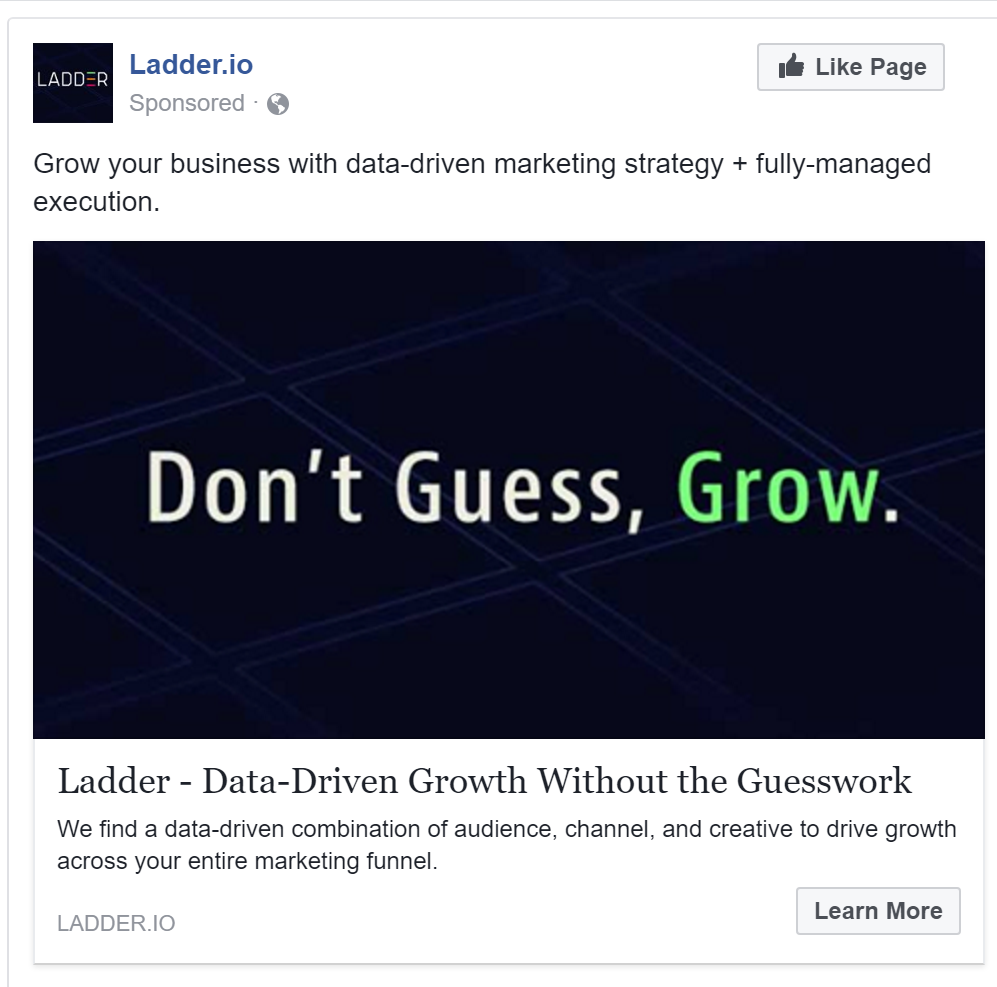 LADDER
Ladder.io
Sponsored ·
Like Page
Grow your business with data-driven marketing strategy + fully-managed
execution.
Don't Guess, Grow.
Ladder - Data-Driven Growth Without the Guesswork
We find a data-driven combination of audience, channel, and creative to drive growth
across your entire marketing funnel.
LADDER.IO
Learn More